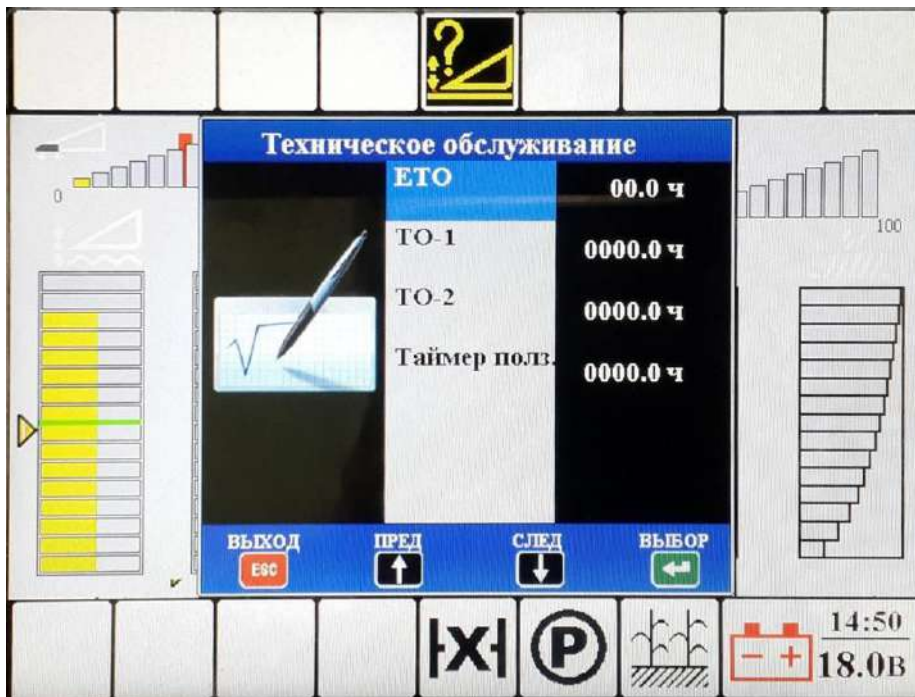 ?
0
100
Техническое обслуживание
ЕТО 00.0 ч
ТО-1 0000.0 ч
ТО-2 0000.0 ч
Таймер полз. 0000.0 ч
ВЫХОД ПРЕД СЛЕД ВЫБОР
ESC
X P
14:50
18.0В